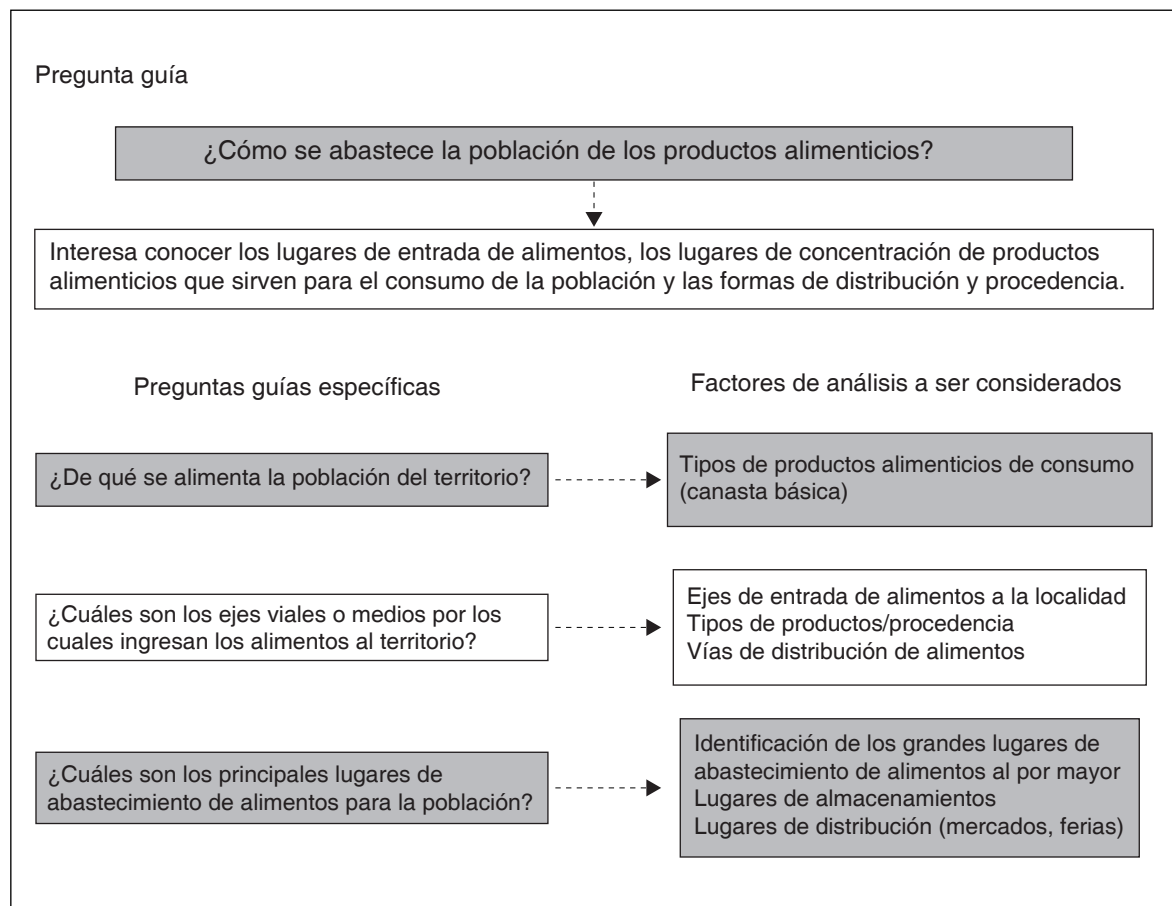 Pregunta guía
¿Cómo se abastece la población de los productos alimenticios?
Interesa conocer los lugares de entrada de alimentos, los lugares de concentración de productos
alimenticios que sirven para el consumo de la población y las formas de distribución y procedencia.
Preguntas guías específicas
Factores de análisis a ser considerados
¿De qué se alimenta la población del territorio?
Tipos de productos alimenticios de consumo
(canasta básica)
¿Cuáles son los ejes viales o medios por los
cuales ingresan los alimentos al territorio?
Ejes de entrada de alimentos a la localidad
Tipos de productos/procedencia
Vías de distribución de alimentos
¿Cuáles son los principales lugares de
abastecimiento de alimentos para la población?
Identificación de los grandes lugares de
abastecimiento de alimentos al por mayor
Lugares de almacenamientos
Lugares de distribución (mercados, ferias)